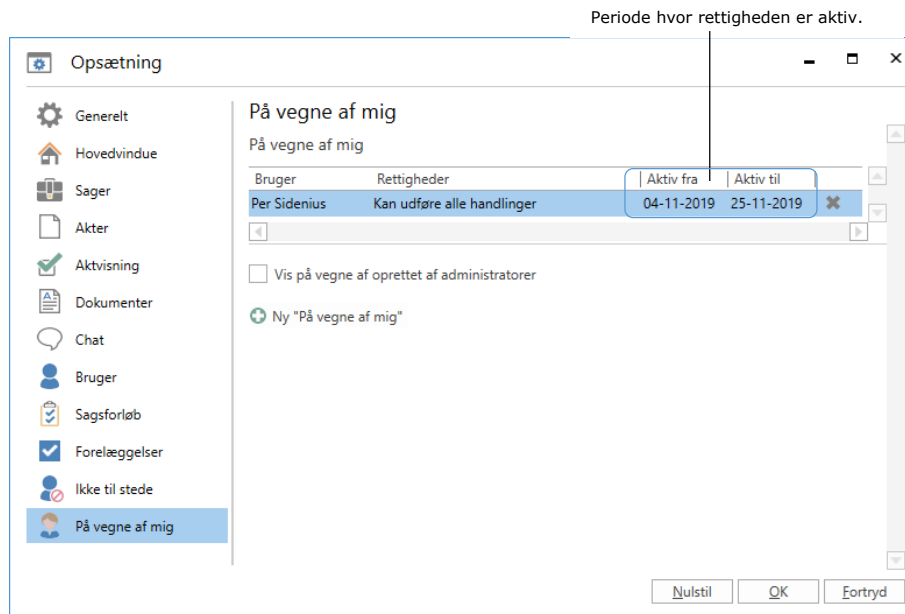 Periode hvor rettigheden er aktiv.
Opsætning
Generelt
Hovedvindue
Sager
Akter
Aktvisning
Dokumenter
Chat
Bruger
Sagsforløb
Forelæggelser
Ikke til stede
På vegne af mig
På vegne af mig
På vegne af mig
Bruger Rettigheder Aktiv fra Aktiv til
Per Sidenius Kan udføre alle handlinger 04-11-2019 25-11-2019
Vis på vegne af oprettet af administratorer
Ny "På vegne af mig"
Nulstil OK Fortryd